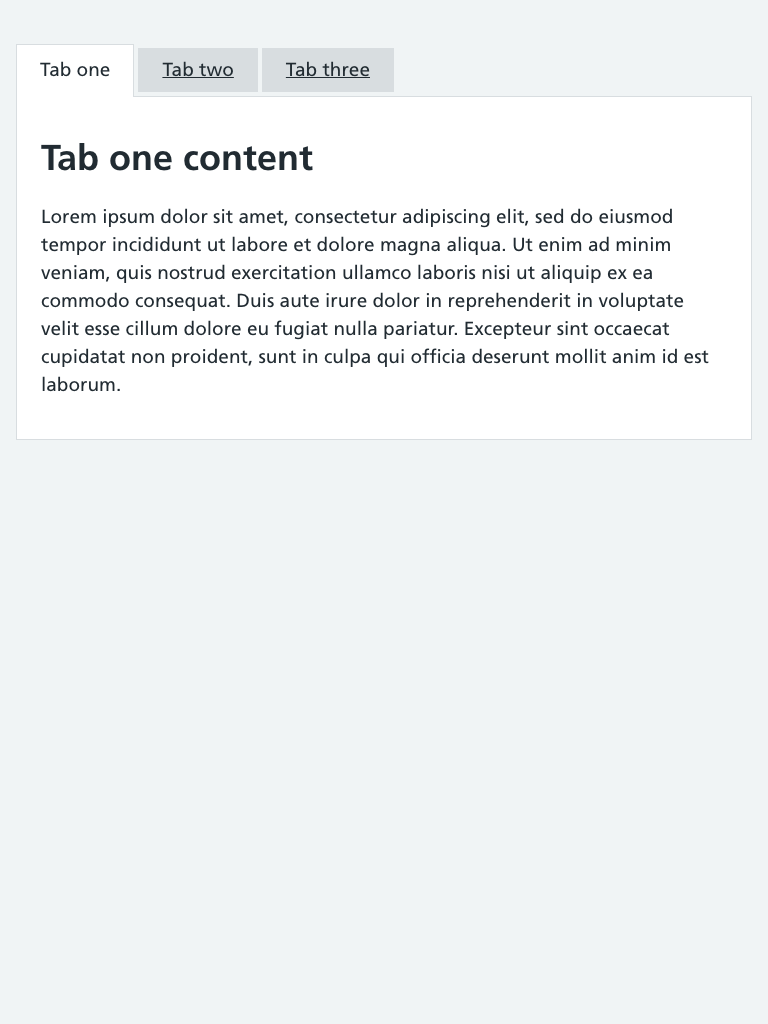 Tab one Tab two Tab three
Tab one content
Lorem ipsum dolor sit amet, consectetur adipiscing elit, sed do eiusmod
tempor incididunt ut labore et dolore magna aliqua. Ut enim ad minim
veniam, quis nostrud exercitation ullamco laboris nisi ut aliquip ex ea
commodo consequat. Duis aute irure dolor in reprehenderit in voluptate
velit esse cillum dolore eu fugiat nulla pariatur. Excepteur sint occaecat
cupidatat non proident, sunt in culpa qui officia deserunt mollit anim id est
laborum.